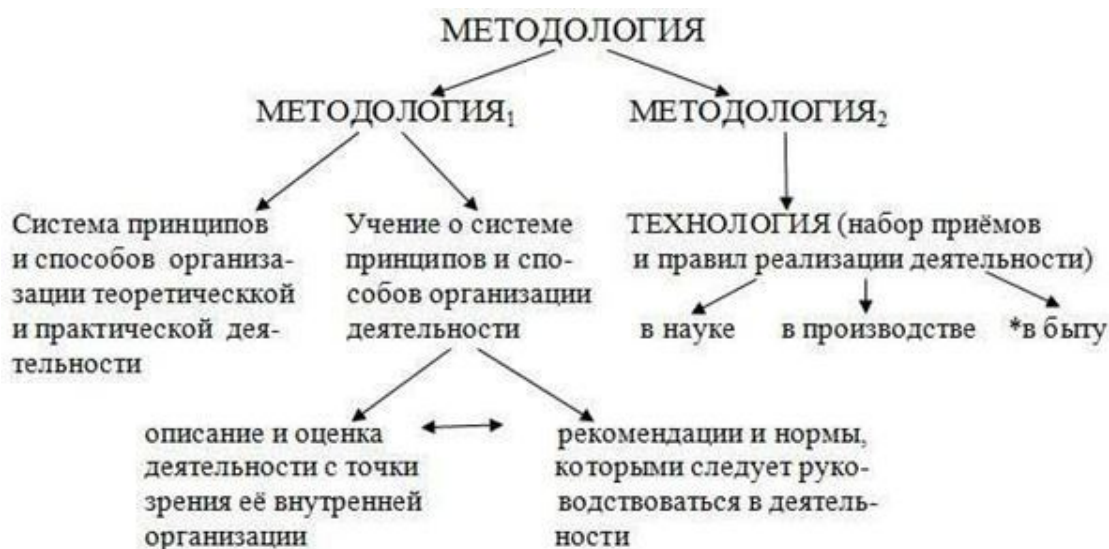 МЕТОДОЛОГИЯ
МЕТОДОЛОГИЯ₁
МЕТОДОЛОГИЯ₂
Система принципов
и способов организа-
зации теоретическкой
и практической дея-
тельности
Учение о системе
принципов и спо-
собов организации
деятельности
ТЕХНОЛОГИЯ (набор приёмов
и правил реализации деятельности)
в науке
в производстве
*в быту
описание и оценка
деятельности с точки
зрения её внутренней
организации
рекомендации и нормы,
которыми следует руко-
водствоваться в деятель-
ности